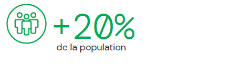 +20%
de la population